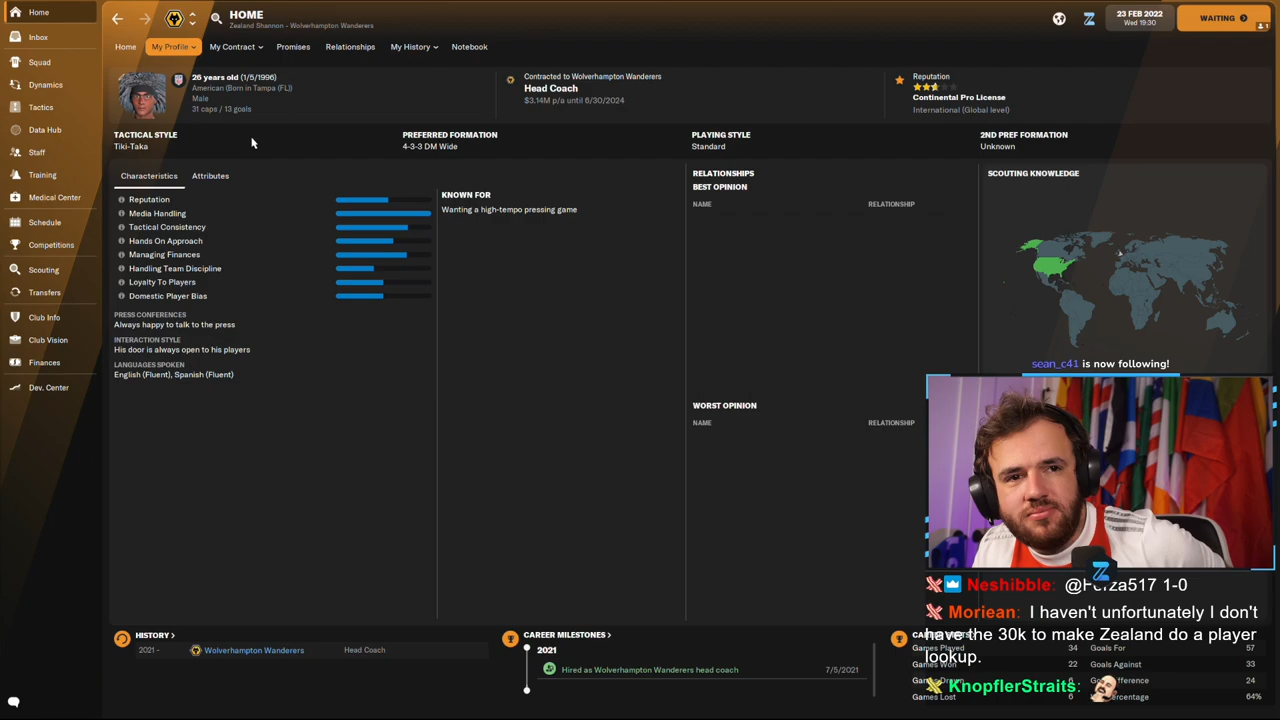 Home
Inbox
Squad
Dynamics
Tactics
Data Hub
Staff
Training
Medical Center
Schedule
Competitions
Scouting
Transfers
Club Info
Club Vision
Finances
Dev. Center
HOME
Zealand Shannon - Wolverhampton Wanderers
23 FEB 2022
Wed 19:30
WAITING
1
Home
My Profile
My Contract
Promises
Relationships
My History
Notebook
26 years old (1/5/1996)
American (Born in Tampa (FL))
Male
31 caps / 13 goals
Contracted to Wolverhampton Wanderers
Head Coach
$3.14M p/a until 6/30/2024
Reputation
Continental Pro License
International (Global level)
TACTICAL STYLE
Tiki-Taka
PREFERRED FORMATION
4-3-3 DM Wide
PLAYING STYLE
Standard
2ND PREF FORMATION
Unknown
Characteristics
Attributes
Reputation
Media Handling
Tactical Consistency
Hands On Approach
Managing Finances
Handling Team Discipline
Loyalty To Players
Domestic Player Bias
PRESS CONFERENCES
Always happy to talk to the press
INTERACTION STYLE
His door is always open to his players
LANGUAGES SPOKEN
English (Fluent), Spanish (Fluent)
KNOWN FOR
Wanting a high-tempo pressing game
RELATIONSHIPS
BEST OPINION
NAME RELATIONSHIP
WORST OPINION
NAME RELATIONSHIP
SCOUTING KNOWLEDGE
sean_c41 is now following!
Neshibble: 1-0
Moriean: I haven't unfortunately I don't
have the 30k to make Zealand do a player
lookup.
KnopflerStraits:
HISTORY >
2021 - Wolverhampton Wanderers Head Coach
CAREER MILESTONES >
2021
Hired as Wolverhampton Wanderers head coach 7/5/2021
Games Played 34
Goals For 57
Games Won 22
Goals Against 33
24
Games Lost 6
64%